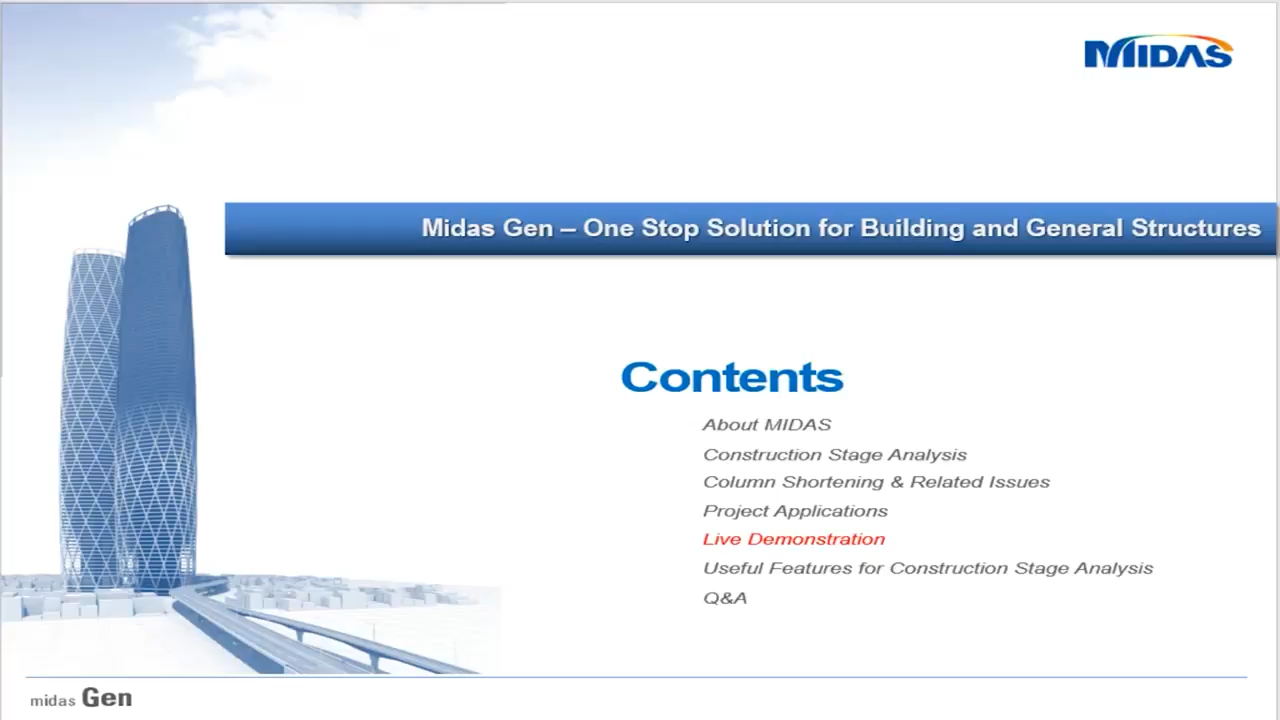 MIDAS
Midas Gen – One Stop Solution for Building and General Structures
Contents
About MIDAS
Construction Stage Analysis
Column Shortening & Related Issues
Project Applications
Live Demonstration
Useful Features for Construction Stage Analysis
Q&A
midas Gen